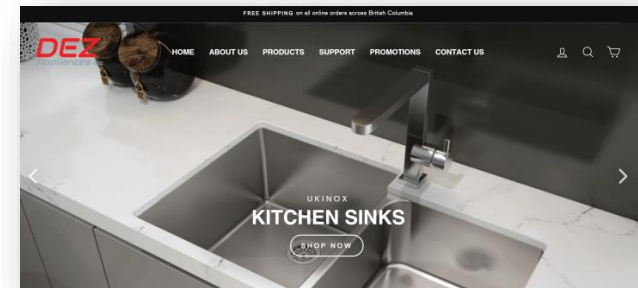 FREE SHIPPING on all online orders across British Columbia
DEZ
Appliances
HOME ABOUT US PRODUCTS SUPPORT PROMOTIONS CONTACT US
UKINOX
KITCHEN SINKS
SHOP NOW